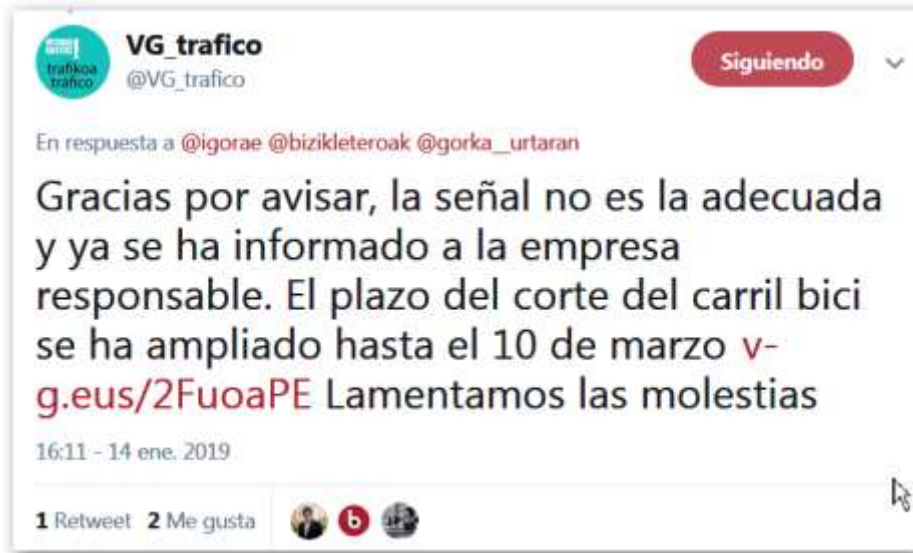 VG_trafico
@VG_trafico
Siguiendo
trafikoa
tráfico
En respuesta a @igorae @bizikleteroak @gorka_urtaran
Gracias por avisar, la señal no es la adecuada
y ya se ha informado a la empresa
responsable. El plazo del corte del carril bici
se ha ampliado hasta el 10 de marzo v-
g.eus/2FuoaPE Lamentamos las molestias
16:11 - 14 ene. 2019
1 Retweet 2 Me gusta
b